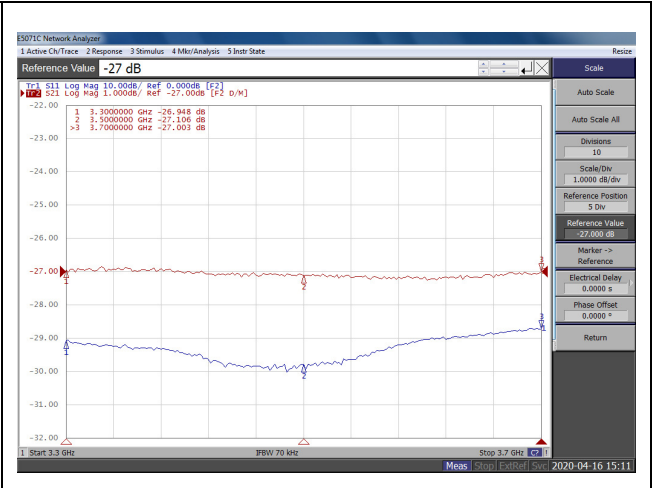 E5071C Network Analyzer
1 Active Ch/Trace 2 Response 3 Stimulus 4 Mkr/Analysis 5 Instr State
Resize
Reference Value -27 dB
Scale
Tr1 S11 Log Mag 10.00dB/ Ref 0.000dB [F2]
Tr2 S21 Log Mag 1.000dB/ Ref -27.00dB [F2 D/M]
1 3.3000000 GHz -26.948 dB
2 3.5000000 GHz -27.106 dB
>3 3.7000000 GHz -27.003 dB
-22.00
-23.00
-24.00
-25.00
-26.00
-27.00
-28.00
-29.00
-30.00
-31.00
-32.00
1
2
3
1
2
3
1
Auto Scale
Auto Scale All
Divisions
10
Scale/Div
1.0000 dB/div
Reference Position
5 Div
Reference Value
-27.000 dB
Marker ->
Reference
Electrical Delay
0.0000 s
Phase Offset
0.0000 °
Return
1 Start 3.3 GHz IFBW 70 kHz Stop 3.7 GHz C? !
Meas Stop ExtRef Svc 2020-04-16 15:11